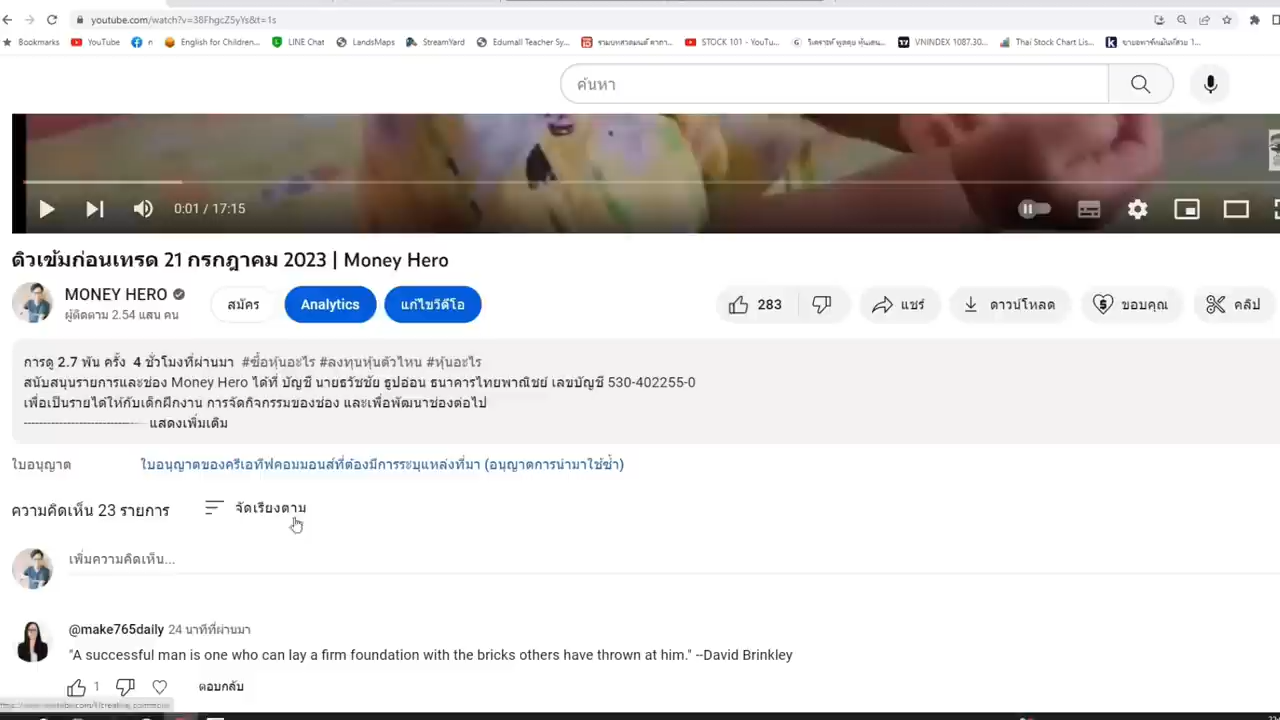 youtube.com/watch?v=38FhgcZ5yYs&t=1s
Bookmarks YouTube English for Children... LINE Chat LandsMaps StreamYard Edumall Teacher Sy... STOCK 101 - YouTu... VNINDEX 1087.30... Thai Stock Chart Lis...
ค้นหา
0:01 / 17:15
ติวเข้มก่อนเทรด 21 กรกฎาคม 2023 | Money Hero
MONEY HERO
ผู้ติดตาม 2.54 แสน คน
สมัคร Analytics แก้ไขวิดีโอ 283 แชร์ ดาวน์โหลด ขอบคุณ คลิป
การดู 2.7 พัน ครั้ง 4 ชั่วโมงที่ผ่านมา #ซื้อหุ้นอะไร #ลงทุนหุ้นตัวไหน #หุ้นอะไร
สนับสนุนรายการและช่อง Money Hero ได้ที่ บัญชี นายธวัชชัย ธูปอ่อน ธนาคารไทยพาณิชย์ เลขบัญชี 530-402255-0
เพื่อเป็นรายได้ให้กับเด็กฝึกงาน การจัดกิจกรรมของช่อง และเพื่อพัฒนาช่องต่อไป
---------------------------- แสดงเพิ่มเติม
ใบอนุญาต ใบอนุญาตของครีเอทีฟคอมมอนส์ที่ต้องมีการระบุแหล่งที่มา (อนุญาตการนำมาใช้ซ้ำ)
ความคิดเห็น 23 รายการ จัดเรียงตาม
เพิ่มความคิดเห็น...
@make765daily 24 นาทีที่ผ่านมา
"A successful man is one who can lay a firm foundation with the bricks others have thrown at him." --David Brinkley
1 ตอบกลับ